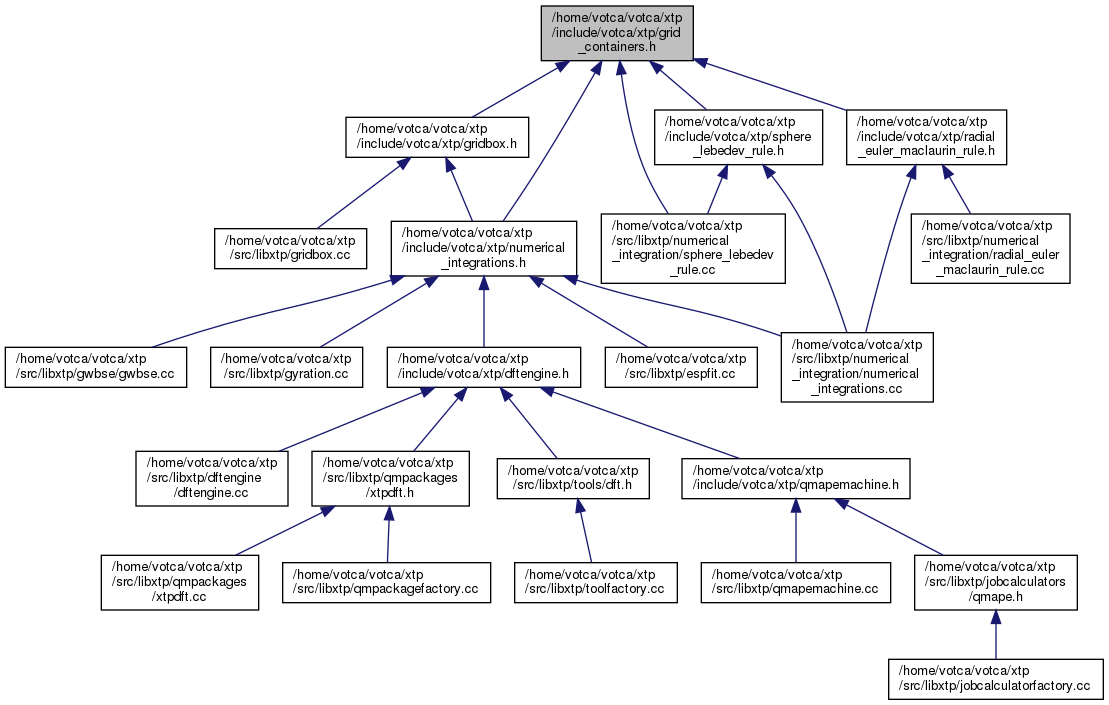 /home/votca/votca/xtp
/include/votca/xtp/grid
_containers.h
/home/votca/votca/xtp
/include/votca/xtp/gridbox.h
/home/votca/votca/xtp
/include/votca/xtp/sphere
_lebedev_rule.h
/home/votca/votca/xtp
/include/votca/xtp/radial
_euler_maclaurin_rule.h
/home/votca/votca/xtp
/src/libxtp/gridbox.cc
/home/votca/votca/xtp
/include/votca/xtp/numerical
_integrations.h
/home/votca/votca/xtp
/src/libxtp/numerical
_integration/sphere_lebedev
_rule.cc
/home/votca/votca/xtp
/src/libxtp/numerical
_integration/radial_euler
_maclaurin_rule.cc
/home/votca/votca/xtp
/src/libxtp/gwbse/gwbse.cc
/home/votca/votca/xtp
/src/libxtp/gyration.cc
/home/votca/votca/xtp
/include/votca/xtp/dftengine.h
/home/votca/votca/xtp
/src/libxtp/espfit.cc
/home/votca/votca/xtp
/src/libxtp/numerical
_integration/numerical
_integrations.cc
/home/votca/votca/xtp
/src/libxtp/dftengine
/dftengine.cc
/home/votca/votca/xtp
/src/libxtp/qmpackages
/xtpdft.h
/home/votca/votca/xtp
/src/libxtp/tools/dft.h
/home/votca/votca/xtp
/include/votca/xtp/qmapemachine.h
/home/votca/votca/xtp
/src/libxtp/qmpackages
/xtpdft.cc
/home/votca/votca/xtp
/src/libxtp/qmpackagefactory.cc
/home/votca/votca/xtp
/src/libxtp/toolfactory.cc
/home/votca/votca/xtp
/src/libxtp/qmapemachine.cc
/home/votca/votca/xtp
/src/libxtp/jobcalculators
/qmape.h
/home/votca/votca/xtp
/src/libxtp/jobcalculatorfactory.cc